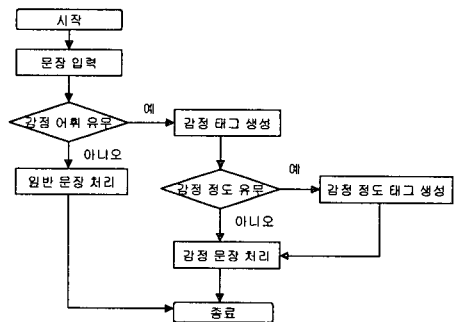 시작
문장 입력
감정 어휘 유무
예
감정 태그 생성
아니오
일반 문장 처리
감정 정도 유무
예
감정 정도 태그 생성
아니오
감정 문장 처리
종료